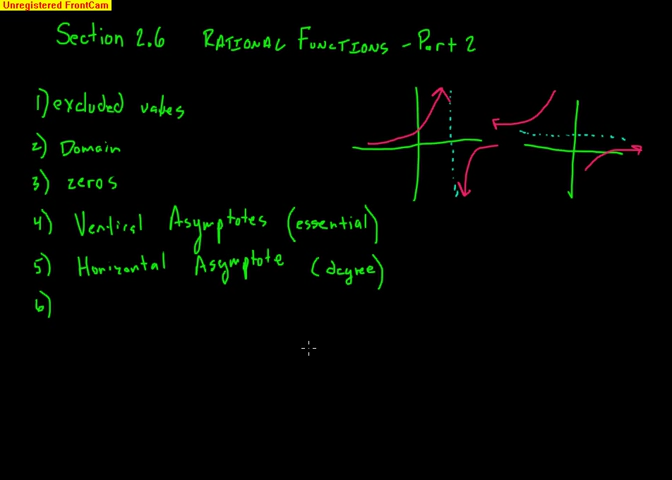 Unregistered FrontCam
Section 2.6 RATIONAL FUNCTIONS - Part 2
1) excluded values
2) Domain
3) zeros
4) Vertical Asymptotes (essential)
5) Horizontal Asymptote (degree)
6)